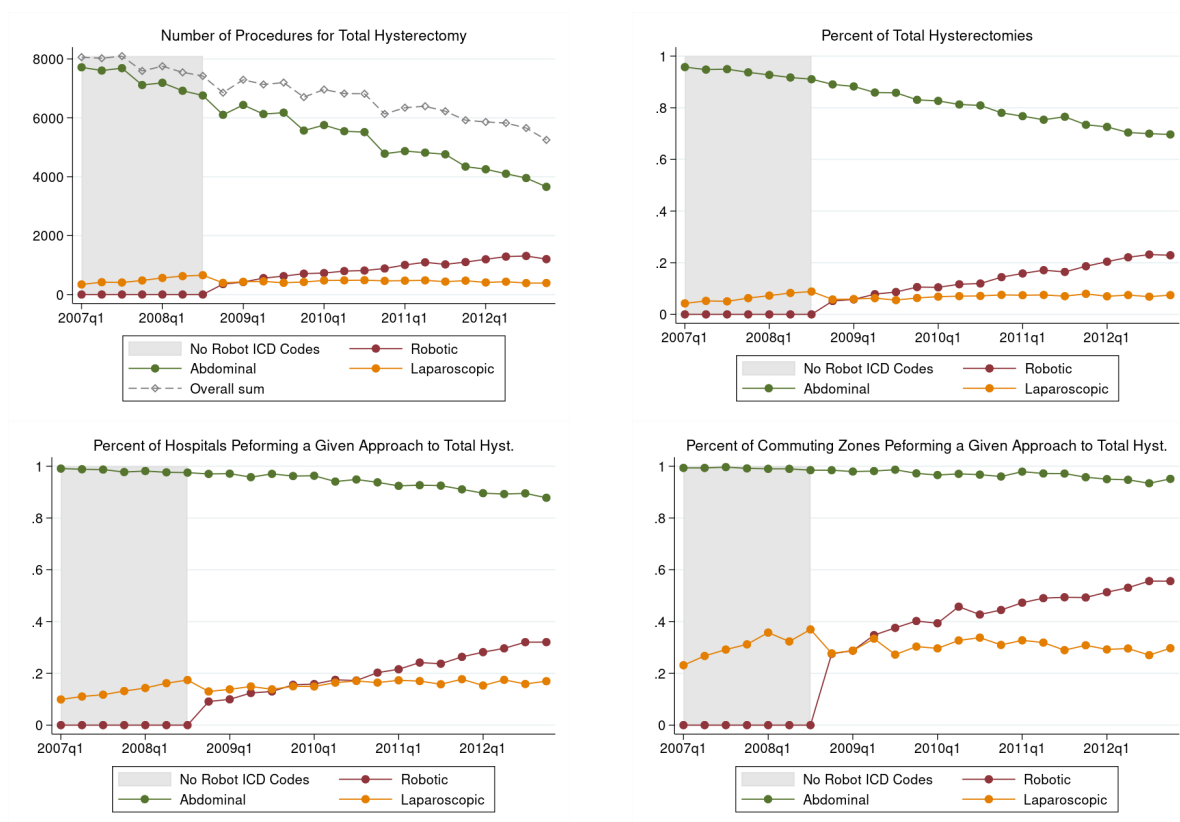 Number of Procedures for Total Hysterectomy
8000
6000
4000
2000
0
2007q1 2008q1 2009q1 2010q1 2011q1 2012q1
No Robot ICD Codes Robotic
Abdominal Laparoscopic
Overall sum
Percent of Total Hysterectomies
1
.8
.6
.4
.2
0
2007q1 2008q1 2009q1 2010q1 2011q1 2012q1
No Robot ICD Codes Robotic
Abdominal Laparoscopic
Percent of Hospitals Peforming a Given Approach to Total Hyst.
1
.8
.6
.4
.2
0
2007q1 2008q1 2009q1 2010q1 2011q1 2012q1
No Robot ICD Codes Robotic
Abdominal Laparoscopic
Percent of Commuting Zones Peforming a Given Approach to Total Hyst.
1
.8
.6
.4
.2
0
2007q1 2008q1 2009q1 2010q1 2011q1 2012q1
No Robot ICD Codes Robotic
Abdominal Laparoscopic